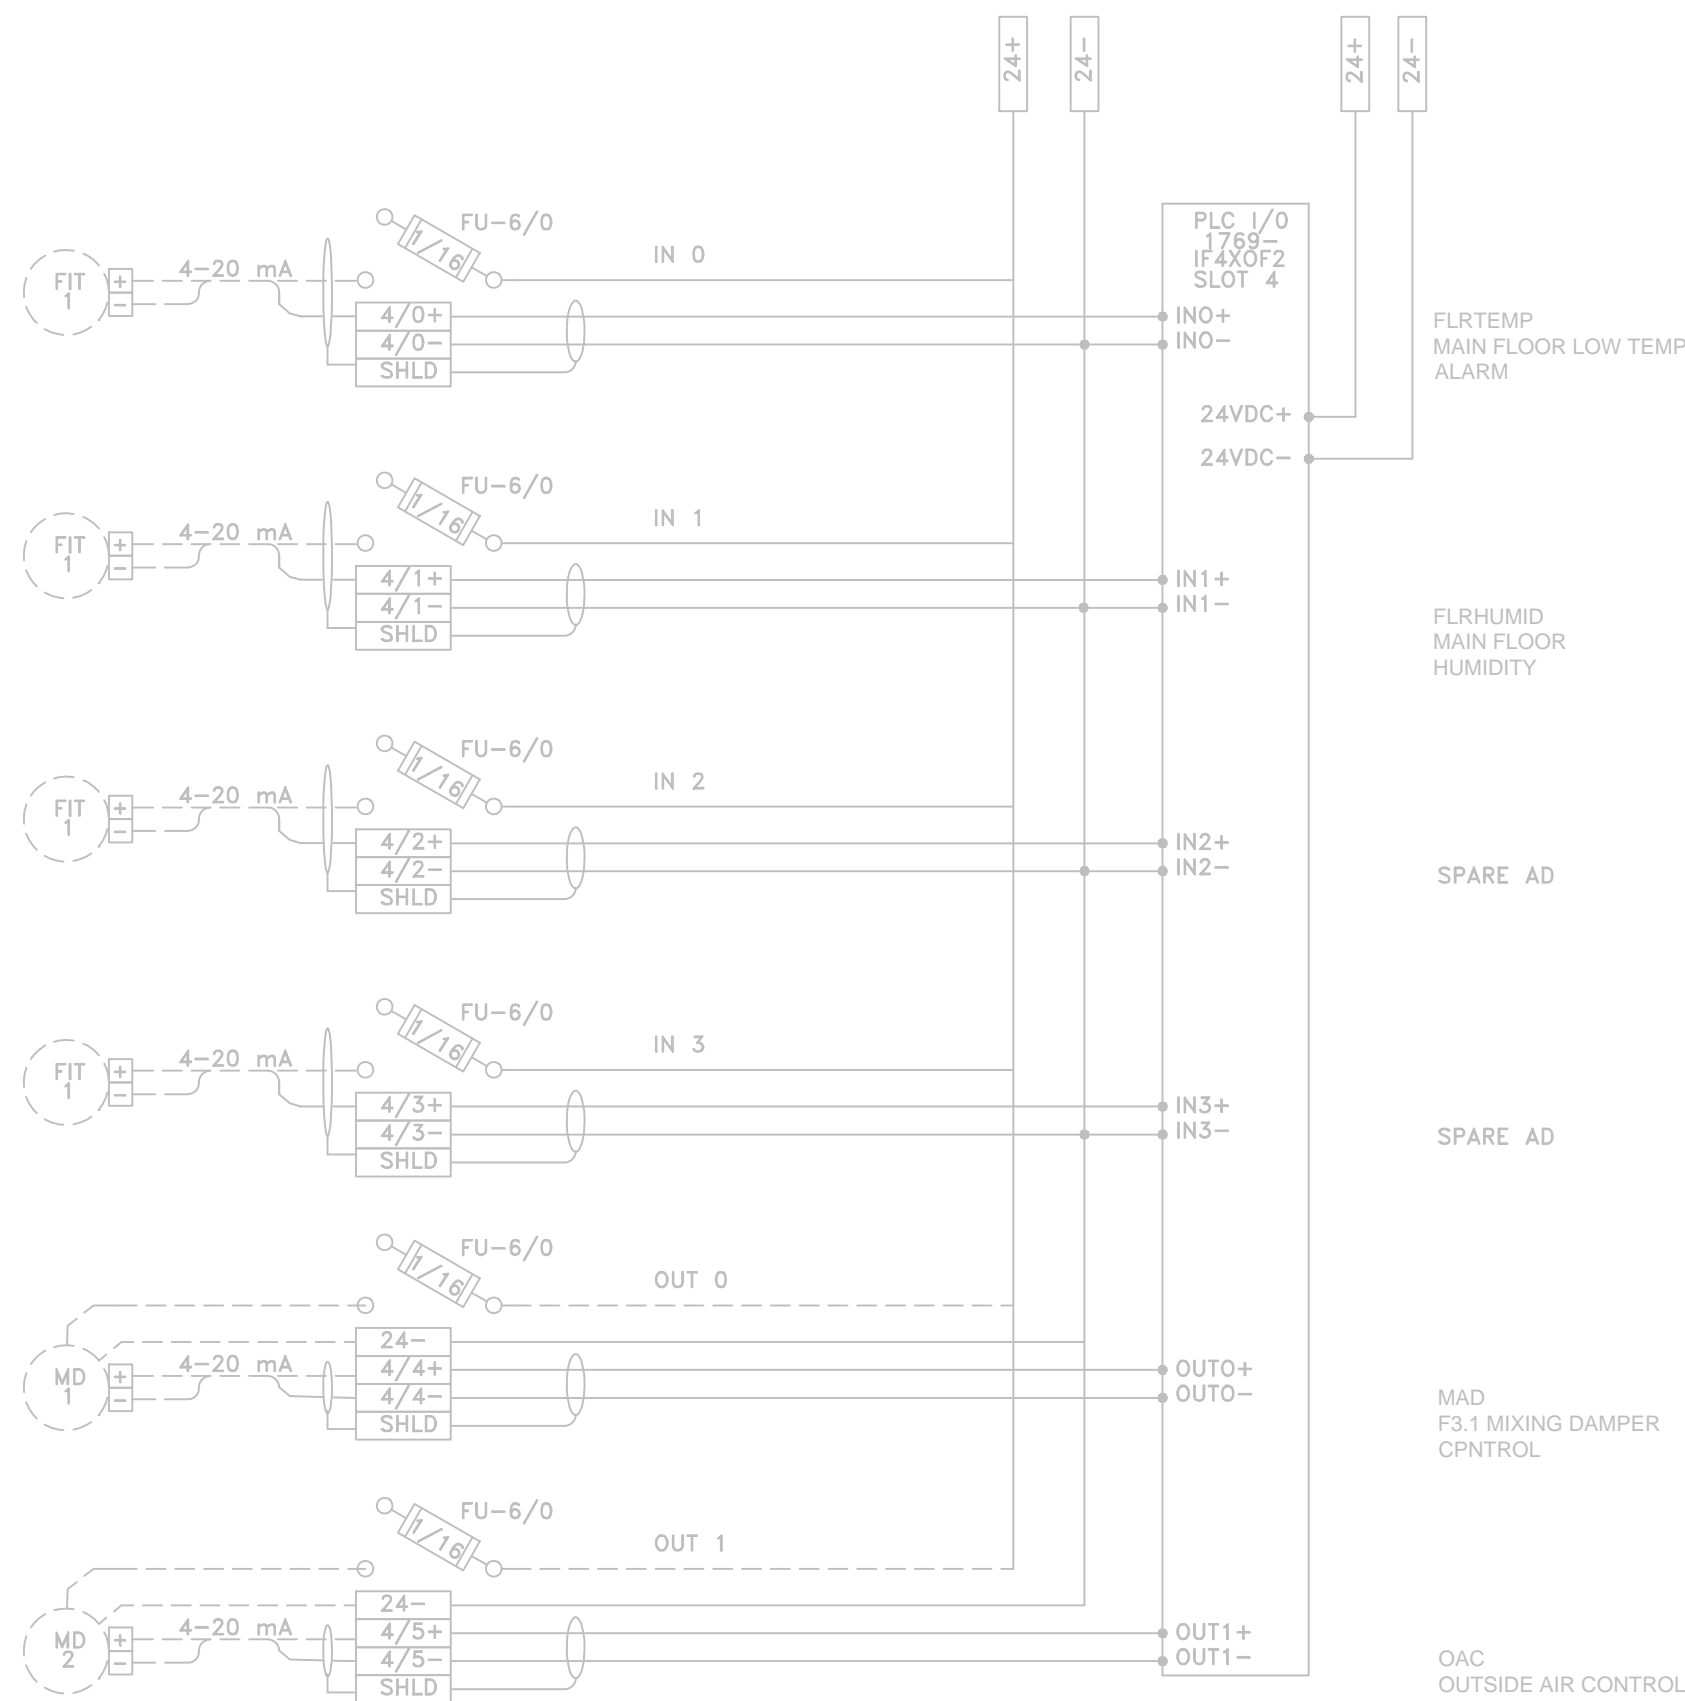 24+
24-
24+
24-
FU-6/0
1/16
IN 0
PLC I/0
1769-
IF4XOF2
SLOT 4
FIT
1
+
-
4-20 mA
4/0+
4/0-
SHLD
INO+
INO-
FLRTEMP
MAIN FLOOR LOW TEMP
ALARM
24VDC+
24VDC-
FU-6/0
1/16
IN 1
FIT
1
+
-
4-20 mA
4/1+
4/1-
SHLD
IN1+
IN1-
FLRHUMID
MAIN FLOOR
HUMIDITY
FU-6/0
1/16
IN 2
FIT
1
+
-
4-20 mA
4/2+
4/2-
SHLD
IN2+
IN2-
SPARE AD
FU-6/0
1/16
IN 3
FIT
1
+
-
4-20 mA
4/3+
4/3-
SHLD
IN3+
IN3-
SPARE AD
FU-6/0
1/16
OUT 0
24-
MD
1
+
-
4-20 mA
4/4+
4/4-
SHLD
OUTO+
OUTO-
MAD
F3.1 MIXING DAMPER
CPNTROL
FU-6/0
1/16
OUT 1
24-
MD
2
+
-
4-20 mA
4/5+
4/5-
SHLD
OUT1+
OUT1-
OAC
OUTSIDE AIR CONTROL